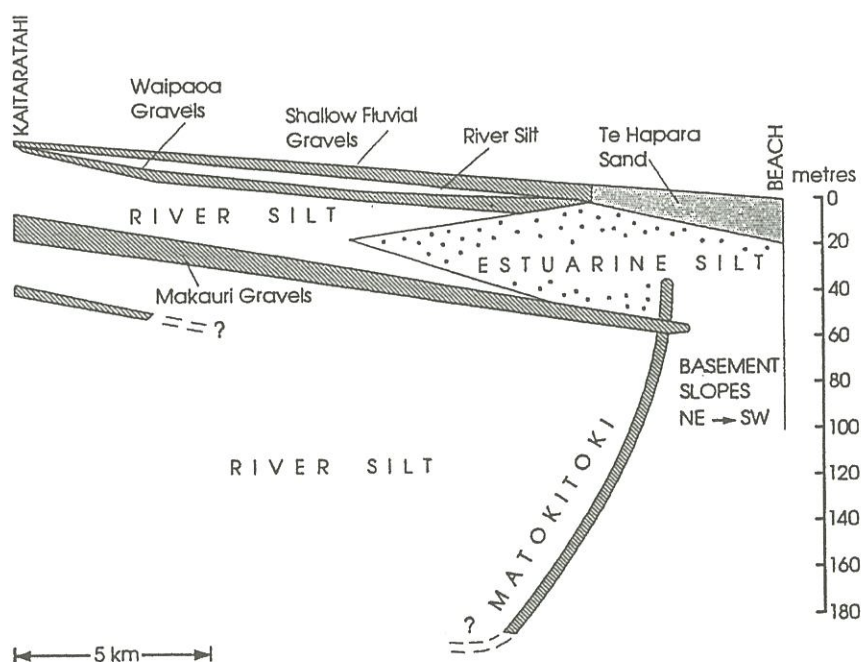 KAITARATAHI
Waipaoa
Gravels
Shallow Fluvial
Gravels
River Silt
Te Hapara
Sand
BEACH
metres
0
20
40
60
80
100
120
140
160
180
RIVER SILT
ESTUARINE SILT
Makauri Gravels
?
BASEMENT
SLOPES
NE → SW
RIVER SILT
MATOKITOKI
?
5 km